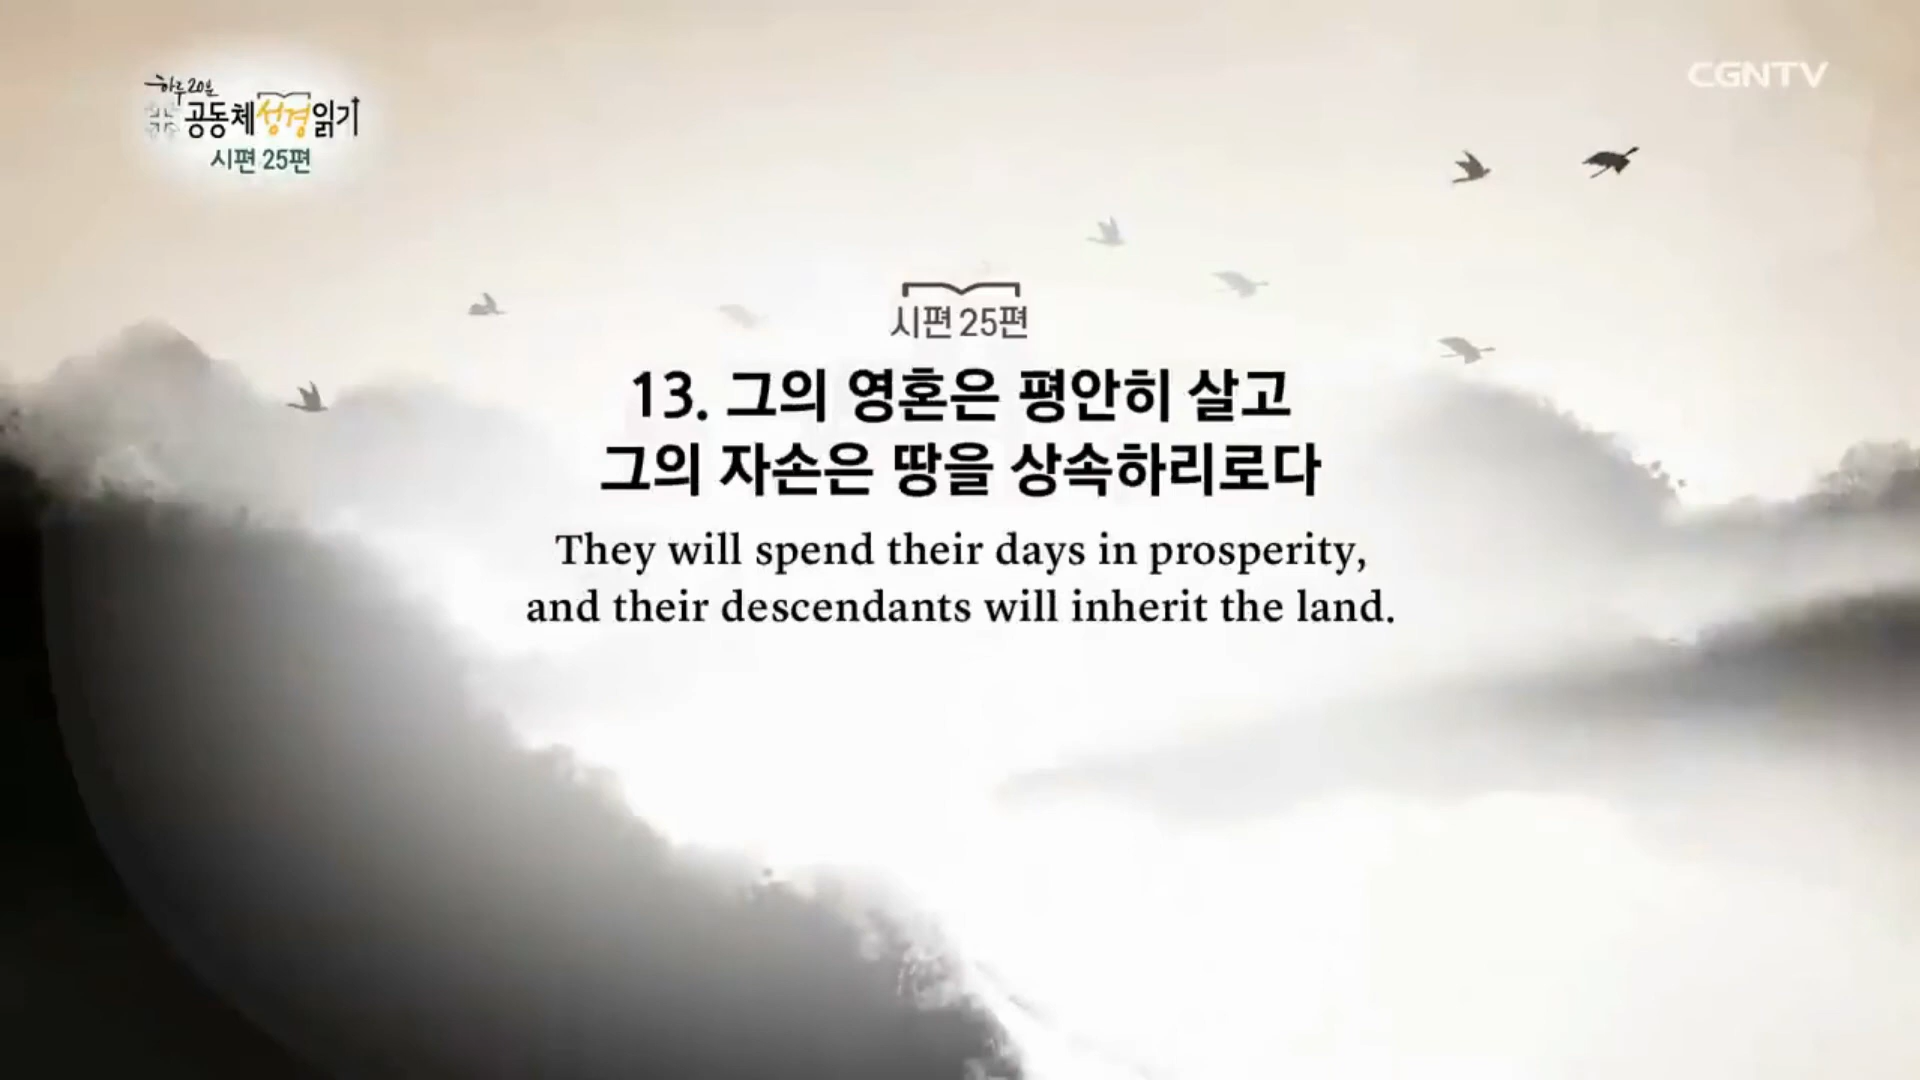 하루 20분
공동체성경읽기
시편 25편
CGNTV
시편 25편
13. 그의 영혼은 평안히 살고
그의 자손은 땅을 상속하리로다
They will spend their days in prosperity,
and their descendants will inherit the land.